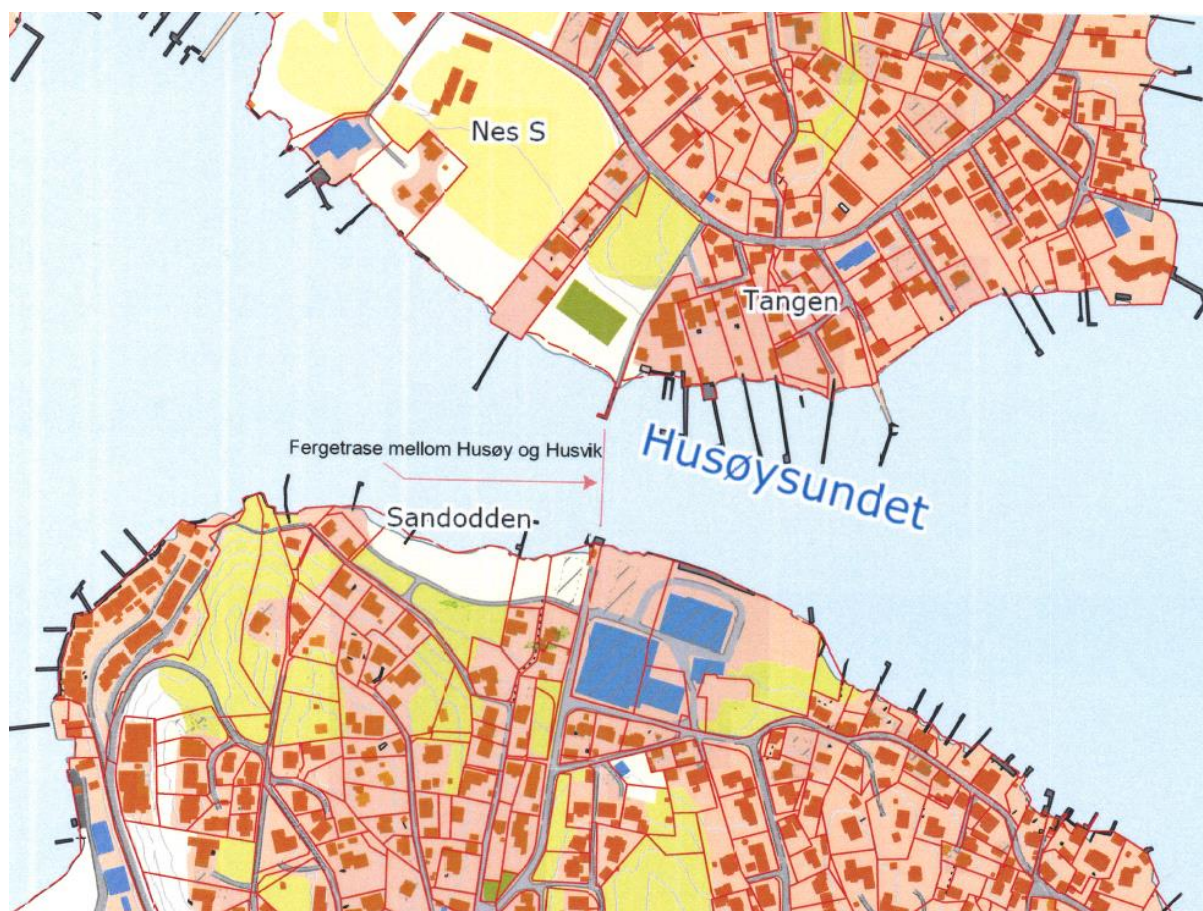 Nes S
Tangen
Husøysundet
Fergetrase mellom Husøy og Husvik
Sandodden